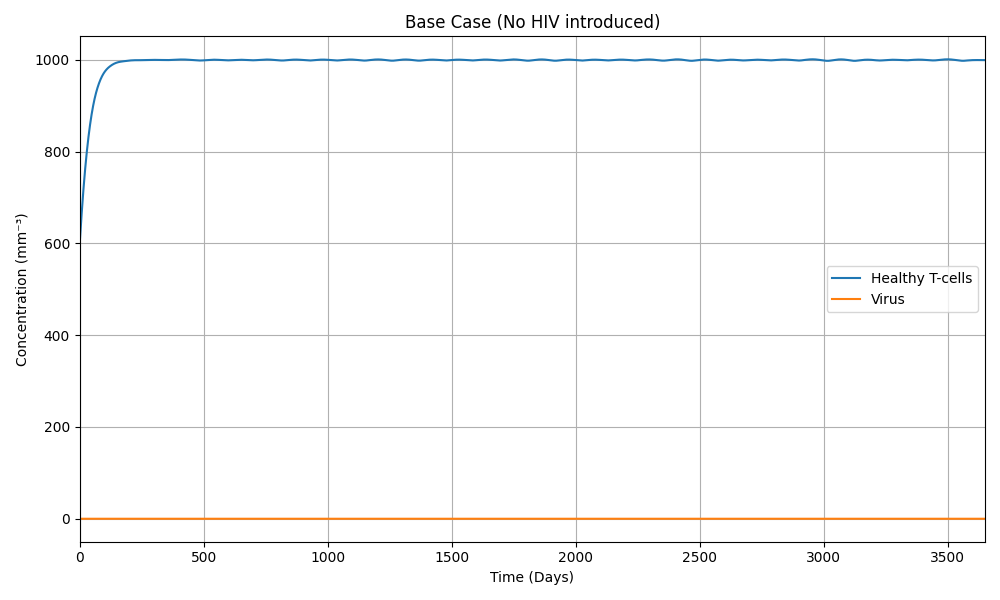 Base Case (No HIV introduced)
Concentration (mm⁻³)
1000
800
600
400
200
0
Healthy T-cells
Virus
0 500 1000 1500 2000 2500 3000 3500
Time (Days)